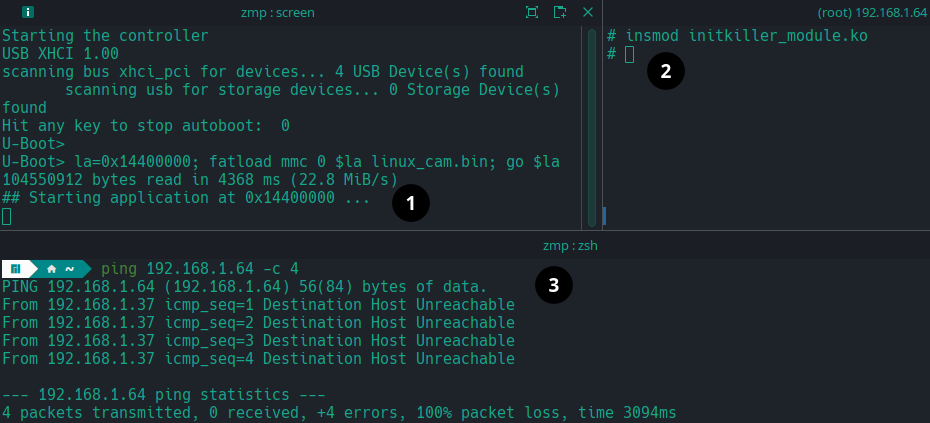 zmp : screen
Starting the controller
USB XHCI 1.00
scanning bus xhci_pci for devices... 4 USB Device(s) found
scanning usb for storage devices... 0 Storage Device(s)
found
Hit any key to stop autoboot:  0
U-Boot>
U-Boot> la=0x14400000; fatload mmc 0 $la linux_cam.bin; go $la
104550912 bytes read in 4368 ms (22.8 MiB/s)
## Starting application at 0x14400000 ...
1
(root) 192.168.1.64
# insmod initkiller_module.ko
#
2
zmp : zsh
~ ping 192.168.1.64 -c 4
3
PING 192.168.1.64 (192.168.1.64) 56(84) bytes of data.
From 192.168.1.37 icmp_seq=1 Destination Host Unreachable
From 192.168.1.37 icmp_seq=2 Destination Host Unreachable
From 192.168.1.37 icmp_seq=3 Destination Host Unreachable
From 192.168.1.37 icmp_seq=4 Destination Host Unreachable
--- 192.168.1.64 ping statistics ---
4 packets transmitted, 0 received, +4 errors, 100% packet loss, time 3094ms